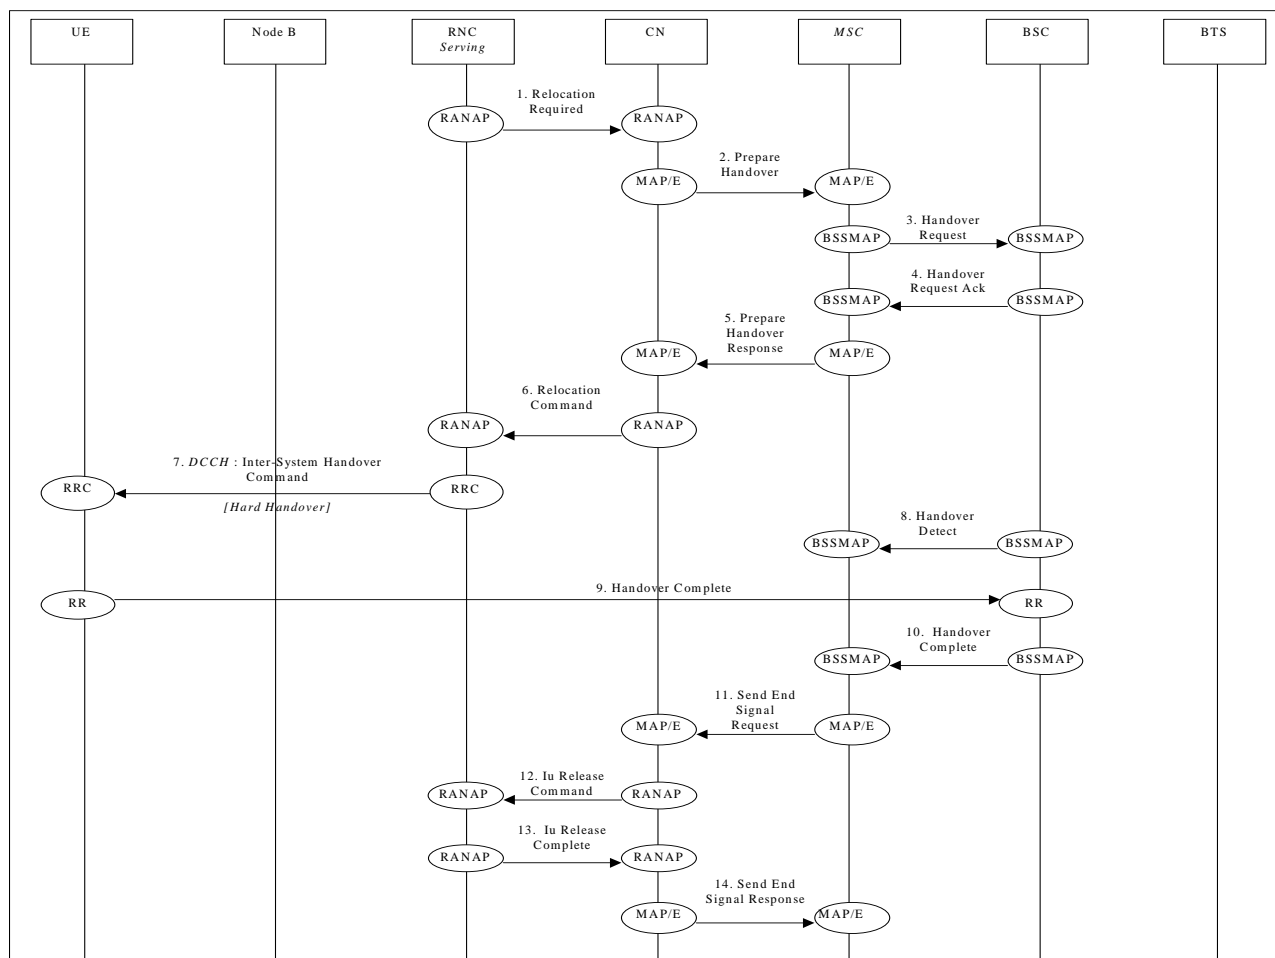 UE
Node B
RNC
Serving
CN
MSC
BSC
BTS
1. Relocation
Required
RANAP
RANAP
2. Prepare
Handover
MAP/E
MAP/E
3. Handover
Request
BSSMAP
BSSMAP
4. Handover
Request Ack
BSSMAP
BSSMAP
5. Prepare
Handover
Response
MAP/E
MAP/E
6. Relocation
Command
RANAP
RANAP
7. DCCH : Inter-System Handover
Command
RRC
RRC
[Hard Handover]
8. Handover
Detect
BSSMAP
BSSMAP
9. Handover Complete
RR
RR
10. Handover
Complete
BSSMAP
BSSMAP
11. Send End
Signal
Request
MAP/E
MAP/E
12. Iu Release
Command
RANAP
RANAP
13. Iu Release
Complete
RANAP
RANAP
14. Send End
Signal Response
MAP/E
MAP/E